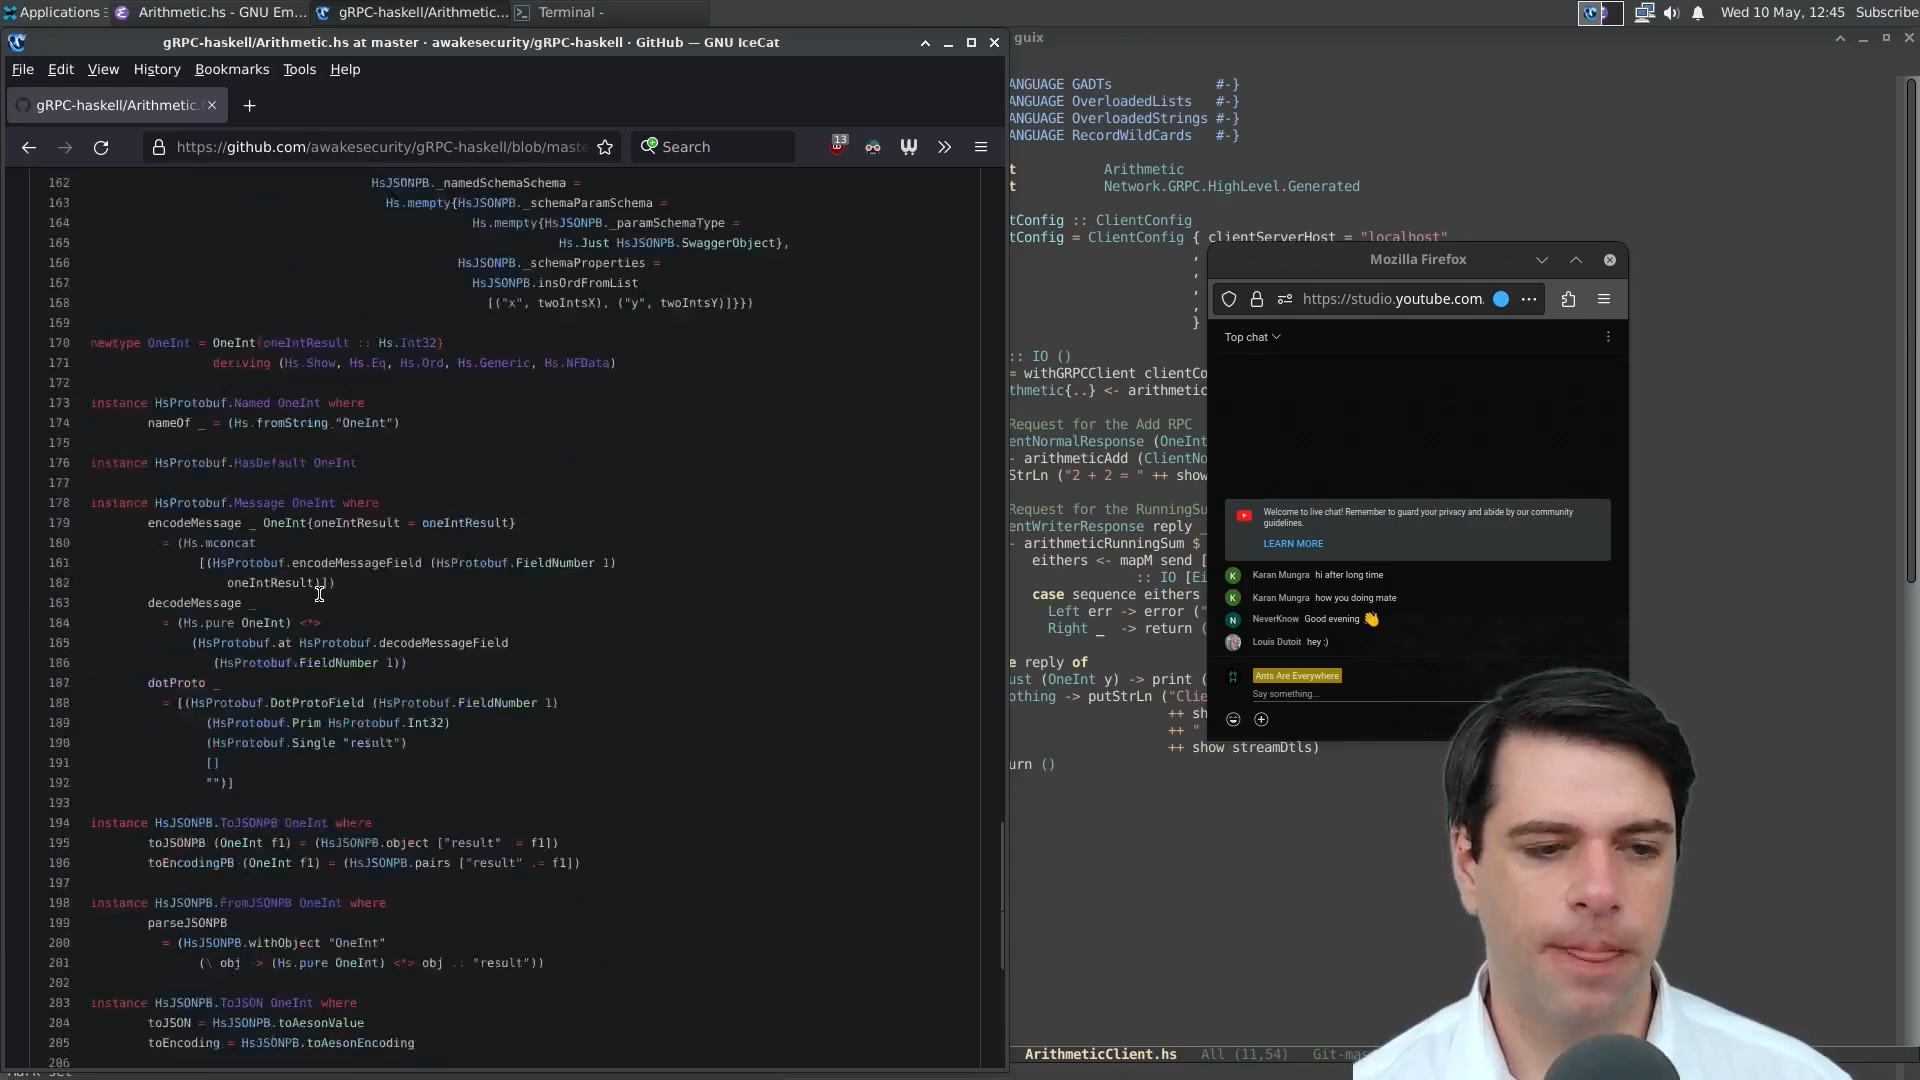 Applications
Arithmetic.hs - GNU Em...
gRPC-haskell/Arithmetic...
Terminal -
Wed 10 May, 12:45
Subscribe
gRPC-haskell/Arithmetic.hs at master · awakesecurity/gRPC-haskell · GitHub — GNU IceCat
guix
File Edit View History Bookmarks Tools Help
gRPC-haskell/Arithmetic.
https://github.com/awakesecurity/gRPC-haskell/blob/maste
Search
13
162 HsJSONPB._namedSchemaSchema =
163 Hs.mempty{HsJSONPB._schemaParamSchema =
164 Hs.mempty{HsJSONPB._paramSchemaType =
165 Hs.Just HsJSONPB.SwaggerObject},
166 HsJSONPB._schemaProperties =
167 HsJSONPB.insOrdFromList
168 [("x", twoIntsX), ("y", twoIntsY)]}})
169
170 newtype OneInt = OneInt{oneIntResult :: Hs.Int32}
171 deriving (Hs.Show, Hs.Eq, Hs.Ord, Hs.Generic, Hs.NFData)
172
173 instance HsProtobuf.Named OneInt where
174 nameOf _ = (Hs.fromString "OneInt")
175
176 instance HsProtobuf.HasDefault OneInt
177
178 instance HsProtobuf.Message OneInt where
179 encodeMessage _ OneInt{oneIntResult = oneIntResult}
180 = (Hs.mconcat
181 [(HsProtobuf.encodeMessageField (HsProtobuf.FieldNumber 1)
182 oneIntResult)])
183 decodeMessage _
184 = (Hs.pure OneInt) <*>
185 (HsProtobuf.at HsProtobuf.decodeMessageField
186 (HsProtobuf.FieldNumber 1))
187 dotProto _
188 = [(HsProtobuf.DotProtoField (HsProtobuf.FieldNumber 1)
189 (HsProtobuf.Prim HsProtobuf.Int32)
190 (HsProtobuf.Single "result")
191 []
192 "")]
193
194 instance HsJSONPB.ToJSONPB OneInt where
195 toJSONPB (OneInt f1) = (HsJSONPB.object ["result" .= f1])
196 toEncodingPB (OneInt f1) = (HsJSONPB.pairs ["result" .= f1])
197
198 instance HsJSONPB.FromJSONPB OneInt where
199 parseJSONPB
200 = (HsJSONPB.withObject "OneInt"
201 (\ obj -> (Hs.pure OneInt) <*> obj .: "result"))
202
203 instance HsJSONPB.ToJSON OneInt where
204 toJSON = HsJSONPB.toAesonValue
205 toEncoding = HsJSONPB.toAesonEncoding
206
ANGUAGE GADTs #-}
ANGUAGE OverloadedLists #-}
ANGUAGE OverloadedStrings #-}
ANGUAGE RecordWildCards #-}
t Arithmetic
t Network.GRPC.HighLevel.Generated
tConfig :: ClientConfig
tConfig = ClientConfig { clientServerHost = "localhost"
,
,
,
,
}
:: IO ()
= withGRPCClient clientCo
thmetic{..} <- arithmeti
Request for the Add RPC
entNormalResponse (OneInt
- arithmeticAdd (ClientNo
StrLn ("2 + 2 = " ++ show
Request for the RunningSu
entWriterResponse reply _
- arithmeticRunningSum $
eithers <- mapM send [
:: IO [Ei
case sequence eithers
Left err -> error ("
Right _ -> return (
e reply of
ust (OneInt y) -> print (
othing -> putStrLn ("Clie
++ sh
++ "
++ show streamDtls)
urn ()
ArithmeticClient.hs All (11,54) Git-mas
Mozilla Firefox
https://studio.youtube.com.
Top chat
Welcome to live chat! Remember to guard your privacy and abide by our community
guidelines.
LEARN MORE
K Karan Mungra hi after long time
K Karan Mungra how you doing mate
N NeverKnow Good evening 👋
Louis Dutoit hey :)
Ants Are Everywhere
Say something...